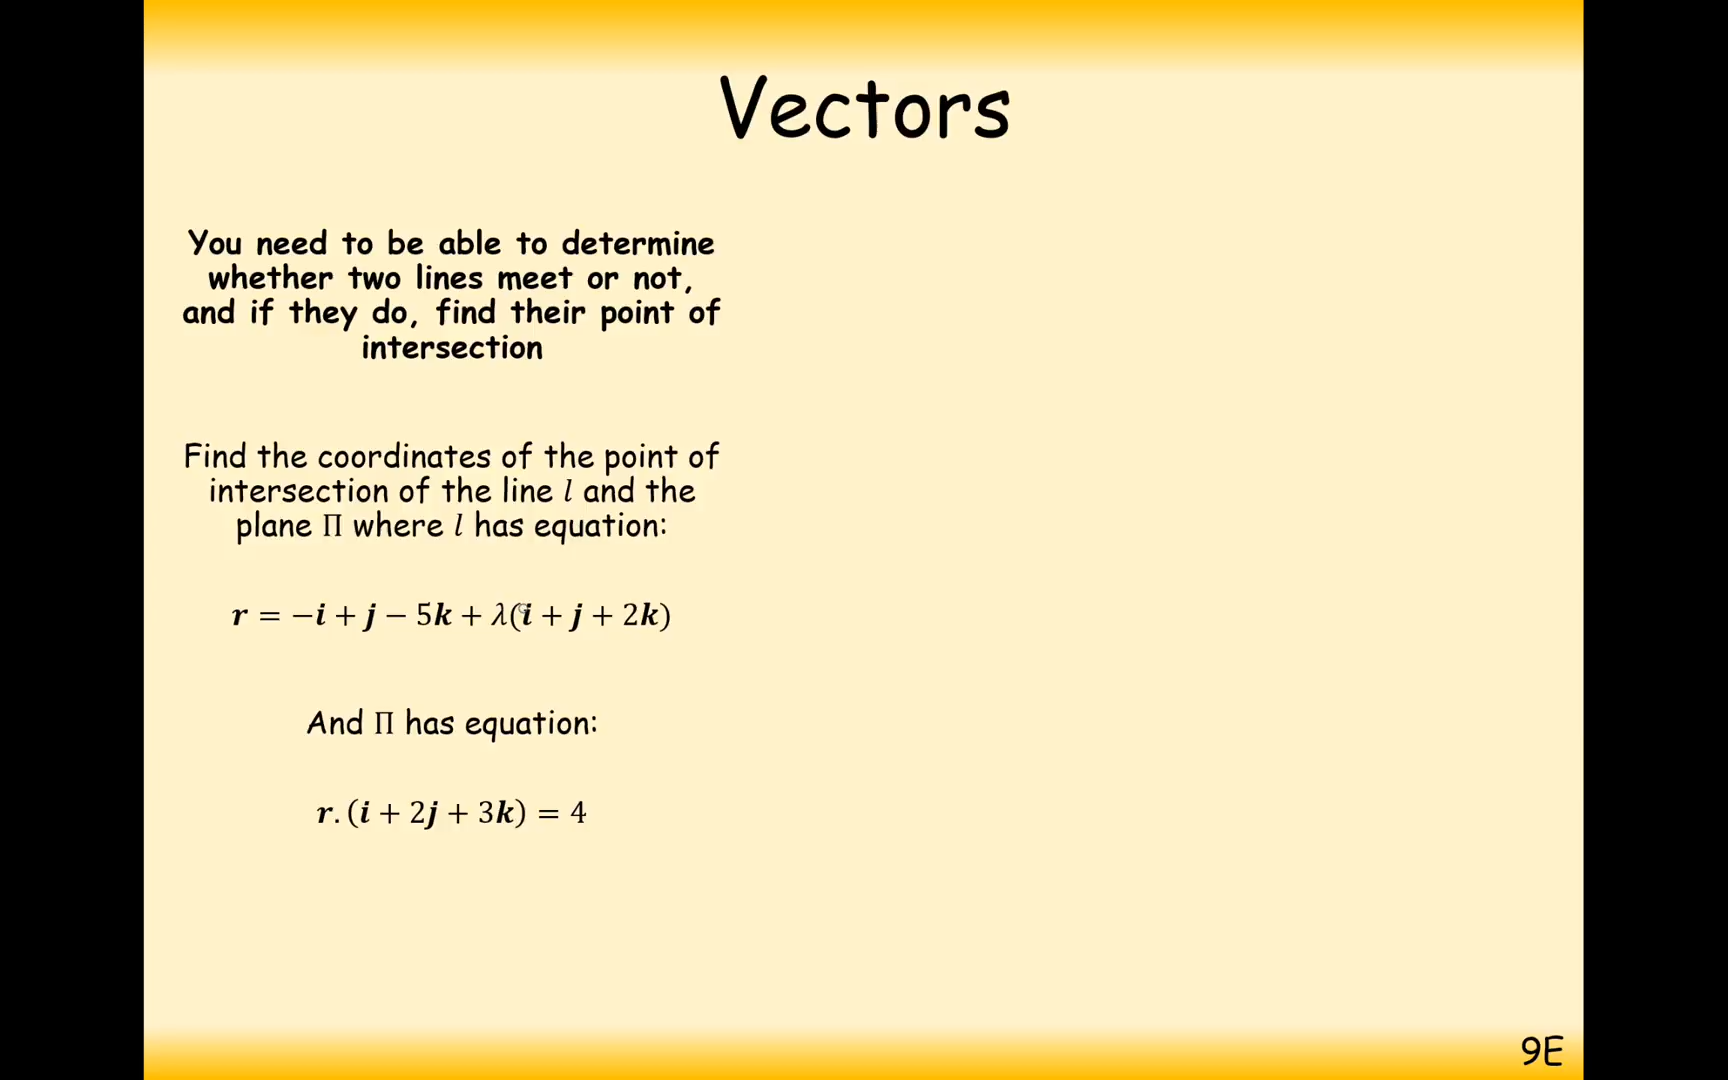 Vectors
You need to be able to determine
whether two lines meet or not,
and if they do, find their point of
intersection
Find the coordinates of the point of
intersection of the line l and the
plane Π where l has equation:
r = −i + j − 5k + λ(i + j + 2k)
And Π has equation:
r. (i + 2j + 3k) = 4
9E